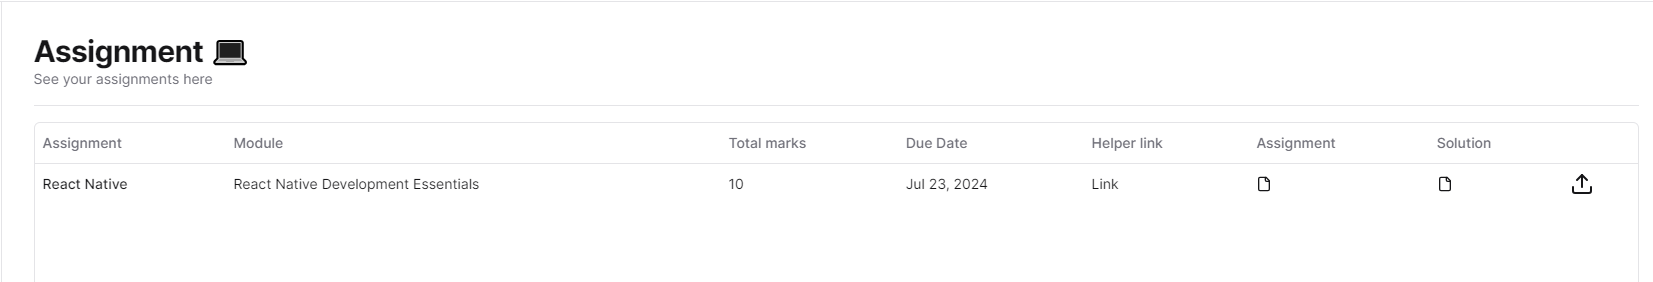 Assignment
See your assignments here
Assignment Module Total marks Due Date Helper link Assignment Solution
React Native React Native Development Essentials 10 Jul 23, 2024 Link